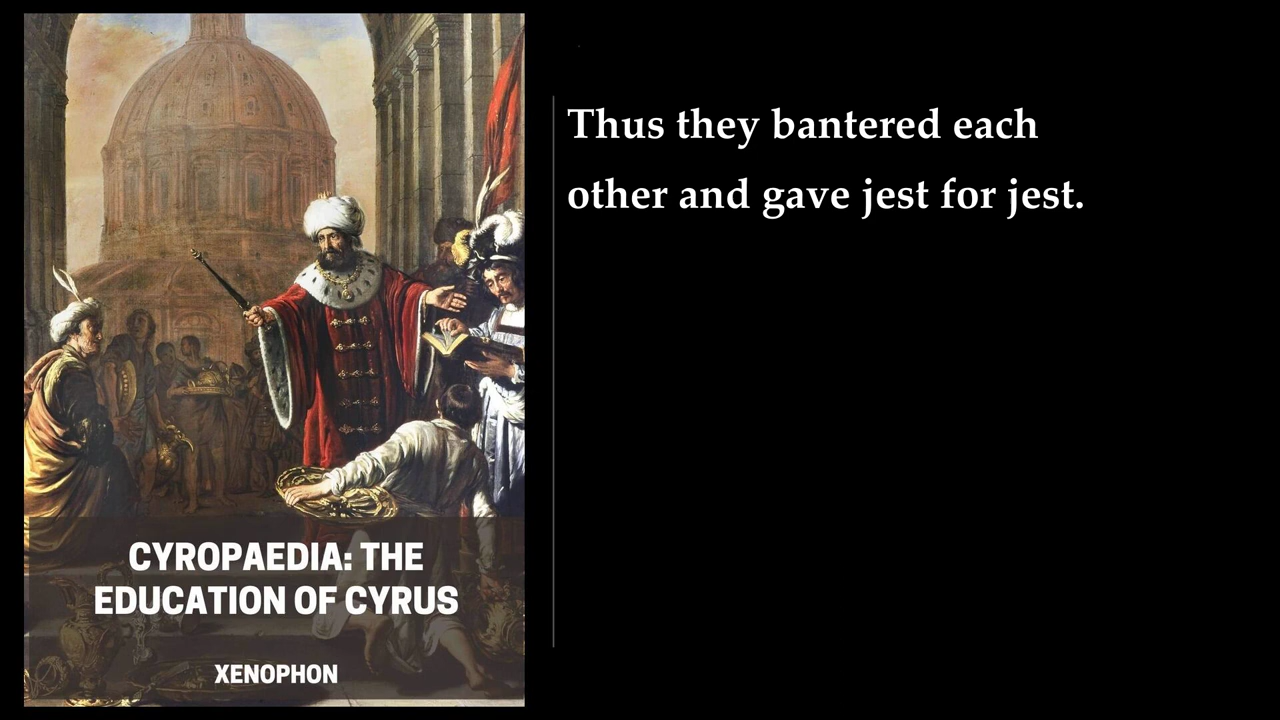 Thus they bantered each
other and gave jest for jest.
CYROPAEDIA: THE
EDUCATION OF CYRUS
XENOPHON